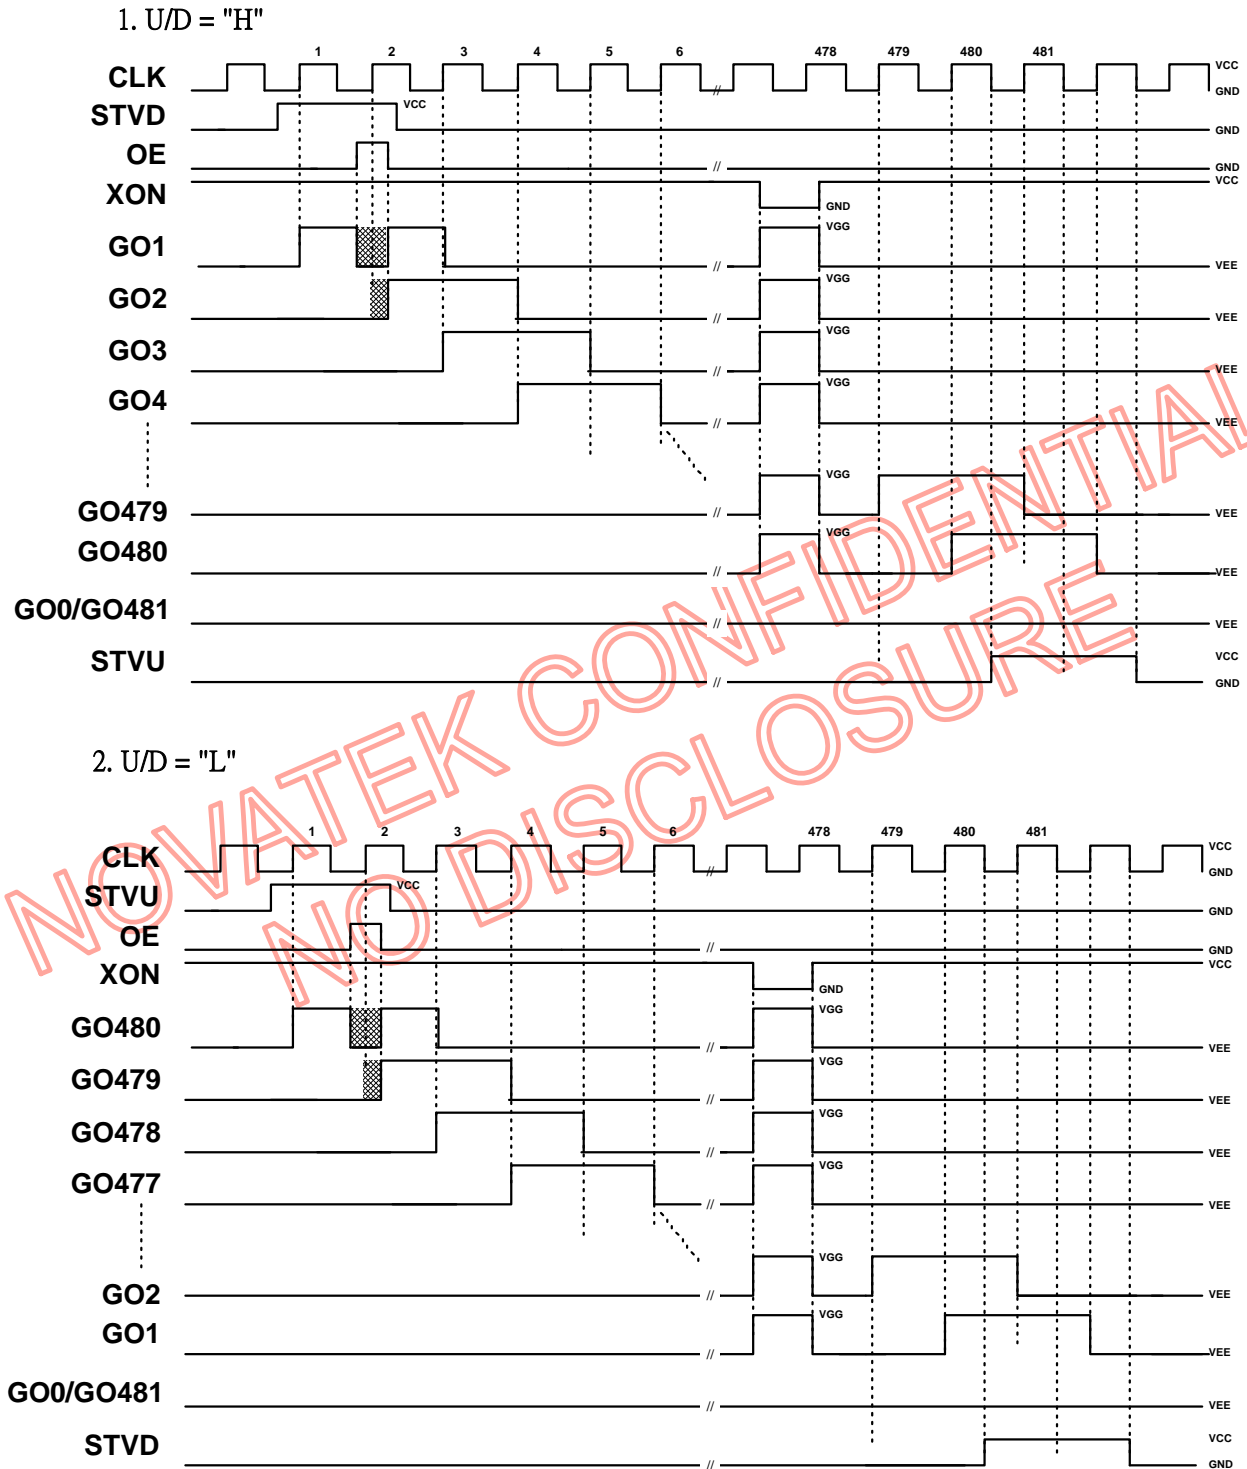 1. U/D = "H"
1 2 3 4 5 6 478 479 480 481
CLK VCC
GND
STVD VCC
GND
OE
GND
XON VCC
GND
GO1 VGG
// VEE
GO2 VGG
// VEE
GO3 VGG
// VEE
GO4 VGG
// VEE
GO479 VGG
// VEE
GO480 VGG
// VEE
GO0/GO481 // VEE
STVU VCC
// GND
NOVATEK CONFIDENTIAL
NO DISCLOSURE
2. U/D = "L"
1 2 3 4 5 6 478 479 480 481
CLK VCC
// GND
STVU VCC
GND
OE // GND
XON VCC
GND
GO480 VGG
// VEE
GO479 VGG
// VEE
GO478 VGG
// VEE
GO477 VGG
// VEE
GO2 VGG
// VEE
GO1 VGG
// VEE
GO0/GO481 // VEE
STVD VCC
// GND